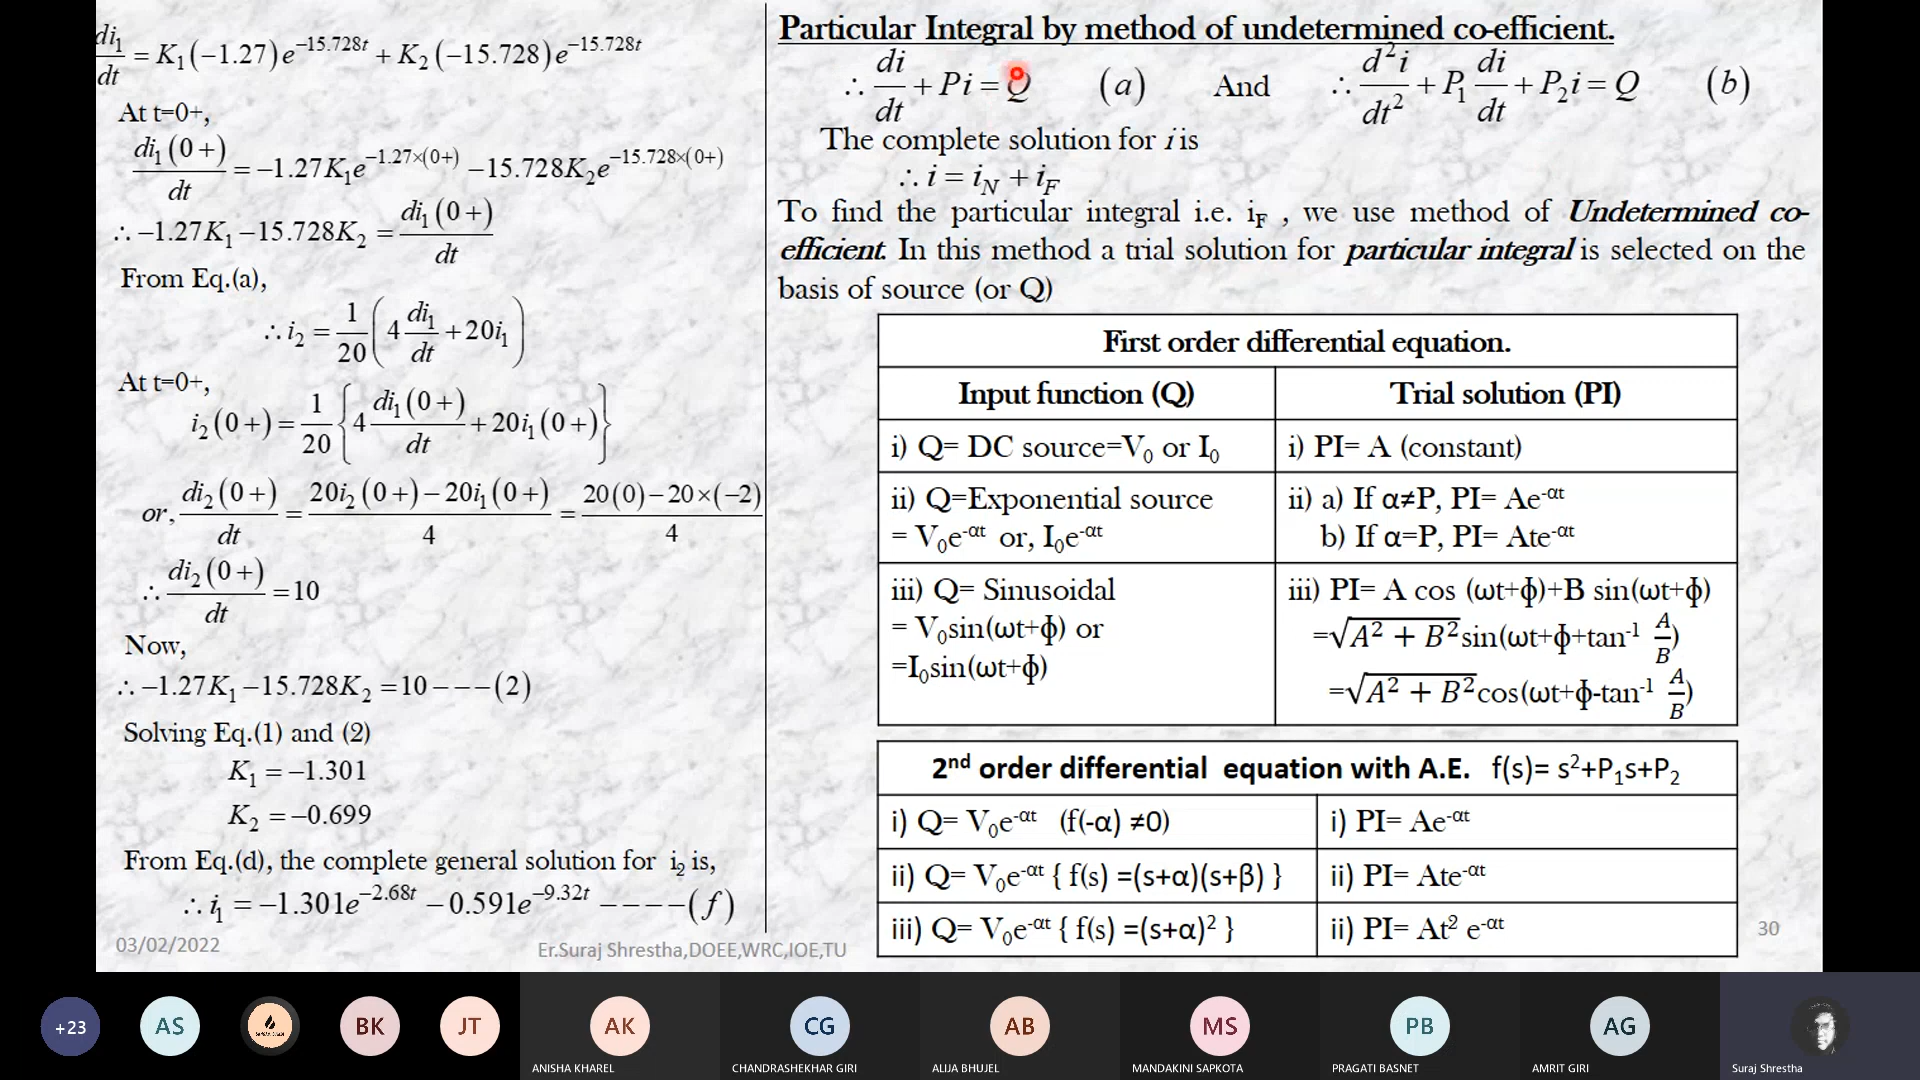 di₁/dt = K₁(−1.27)e^{−15.728t} + K₂(−15.728)e^{−15.728t}
At t=0+,
di₁(0+)/dt = −1.27K₁e^{−1.27×(0+)} −15.728K₂e^{−15.728×(0+)}
∴ −1.27K₁ −15.728K₂ = di₁(0+)/dt
From Eq.(a),
∴ i₂ = 1/20 (4 di₁/dt + 20i₁)
At t=0+,
i₂(0+) = 1/20 {4 di₁(0+)/dt + 20i₁(0+)}
or, di₂(0+)/dt = (20i₂(0+) − 20i₁(0+))/4 = (20(0) − 20×(−2))/4
∴ di₂(0+)/dt = 10
Now,
∴ −1.27K₁ −15.728K₂ = 10 −−−(2)
Solving Eq.(1) and (2)
K₁ = −1.301
K₂ = −0.699
From Eq.(d), the complete general solution for i₂ is,
∴ i₁ = −1.301e^{−2.68t} − 0.591e^{−9.32t} −−−−(f)
03/02/2022
Er.Suraj Shrestha,DOEE,WRC,IOE,TU
Particular Integral by method of undetermined co-efficient.
∴ di/dt + Pi = Q (a) And ∴ d²i/dt² + P₁ di/dt + P₂i = Q (b)
The complete solution for i is
∴ i = i_N + i_F
To find the particular integral i.e. i_F , we use method of Undetermined co-
efficient. In this method a trial solution for particular integral is selected on the
basis of source (or Q)
First order differential equation.
Input function (Q) Trial solution (PI)
i) Q= DC source=V₀ or I₀ i) PI= A (constant)
ii) Q=Exponential source
= V₀e^{-αt} or, I₀e^{-αt}
ii) a) If α≠P, PI= Ae^{-αt}
b) If α=P, PI= Ate^{-αt}
iii) Q= Sinusoidal
= V₀sin(ωt+ϕ) or
=I₀sin(ωt+ϕ)
iii) PI= A cos (ωt+ϕ)+B sin(ωt+ϕ)
=√(A² + B²)sin(ωt+ϕ+tan⁻¹ A/B)
=√(A² + B²)cos(ωt+ϕ-tan⁻¹ A/B)
2nd order differential equation with A.E. f(s)= s²+P₁s+P₂
i) Q= V₀e^{-αt} (f(-α) ≠0) i) PI= Ae^{-αt}
ii) Q= V₀e^{-αt} { f(s) =(s+α)(s+β) } ii) PI= Ate^{-αt}
iii) Q= V₀e^{-αt} { f(s) =(s+α)² } ii) PI= At² e^{-αt}
30
+23
AS
BK
JT
AK
ANISHA KHAREL
CG
CHANDRASHEKHAR GIRI
AB
ALIJA BHUJEL
MS
MANDAKINI SAPKOTA
PB
PRAGATI BASNET
AG
AMRIT GIRI
Suraj Shrestha